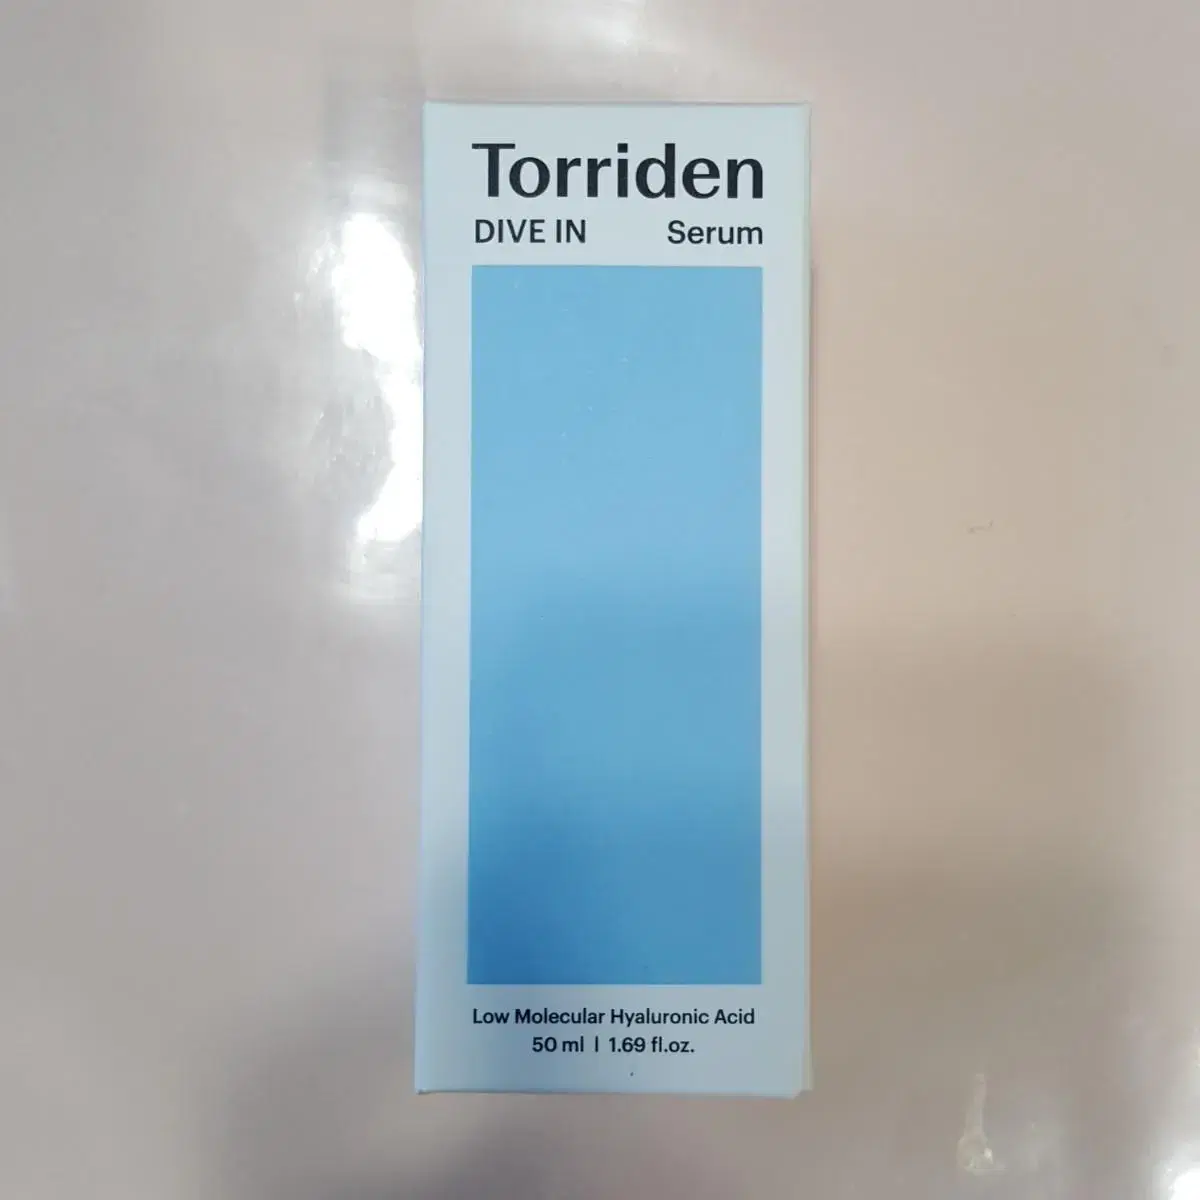 Torriden
DIVE IN Serum
Low Molecular Hyaluronic Acid
50 ml | 1.69 fl.oz.